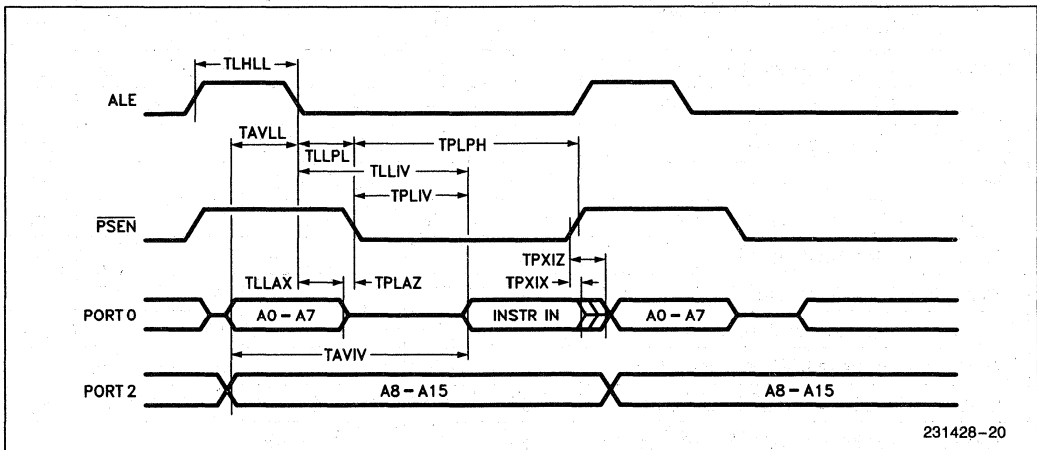 TLHLL
ALE
TAVLL
TLLPL
TPLPH
TLLIV
TPLIV
PSEN
TPXIZ
TLLAX
TPLAZ
TPXIX
PORT 0
A0 – A7
INSTR IN
A0 – A7
TAVIV
PORT 2
A8 – A15
A8 – A15
231428–20